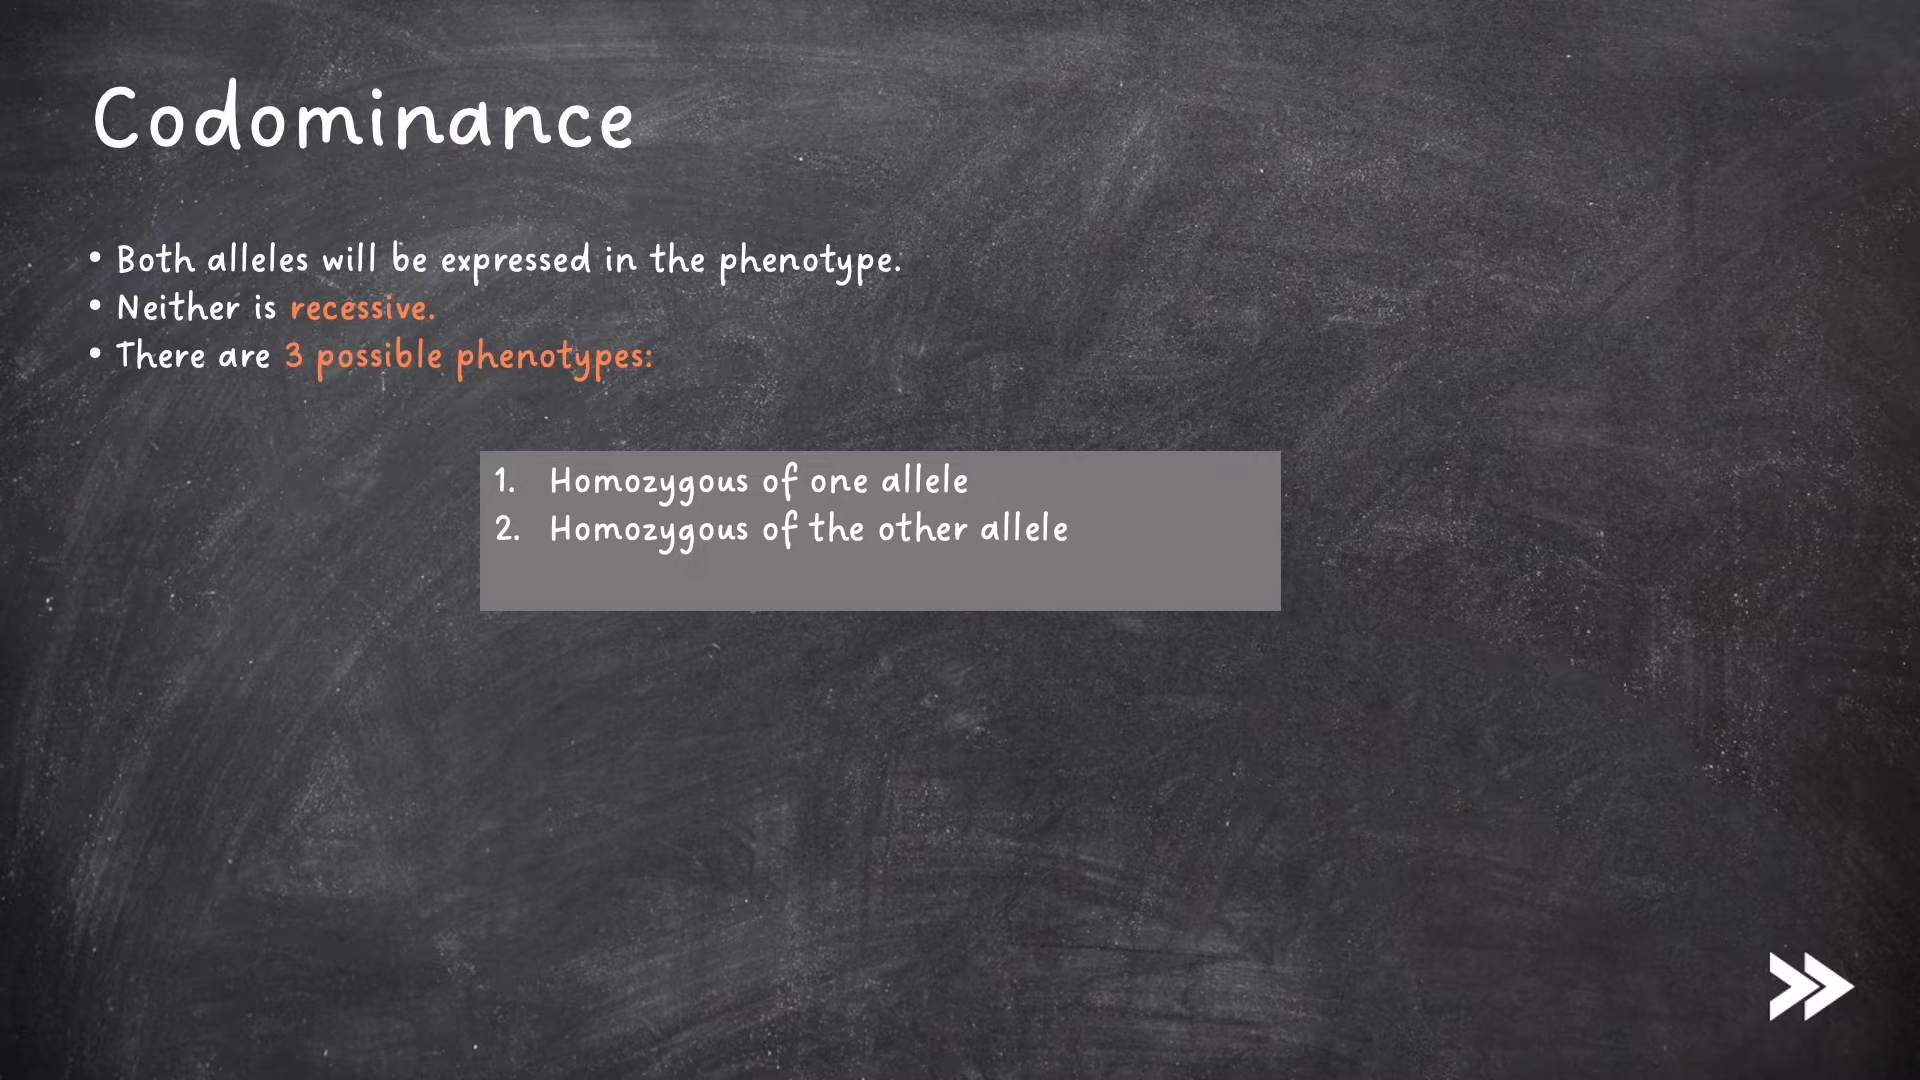 Codominance
• Both alleles will be expressed in the phenotype.
• Neither is recessive.
• There are 3 possible phenotypes:
1. Homozygous of one allele
2. Homozygous of the other allele